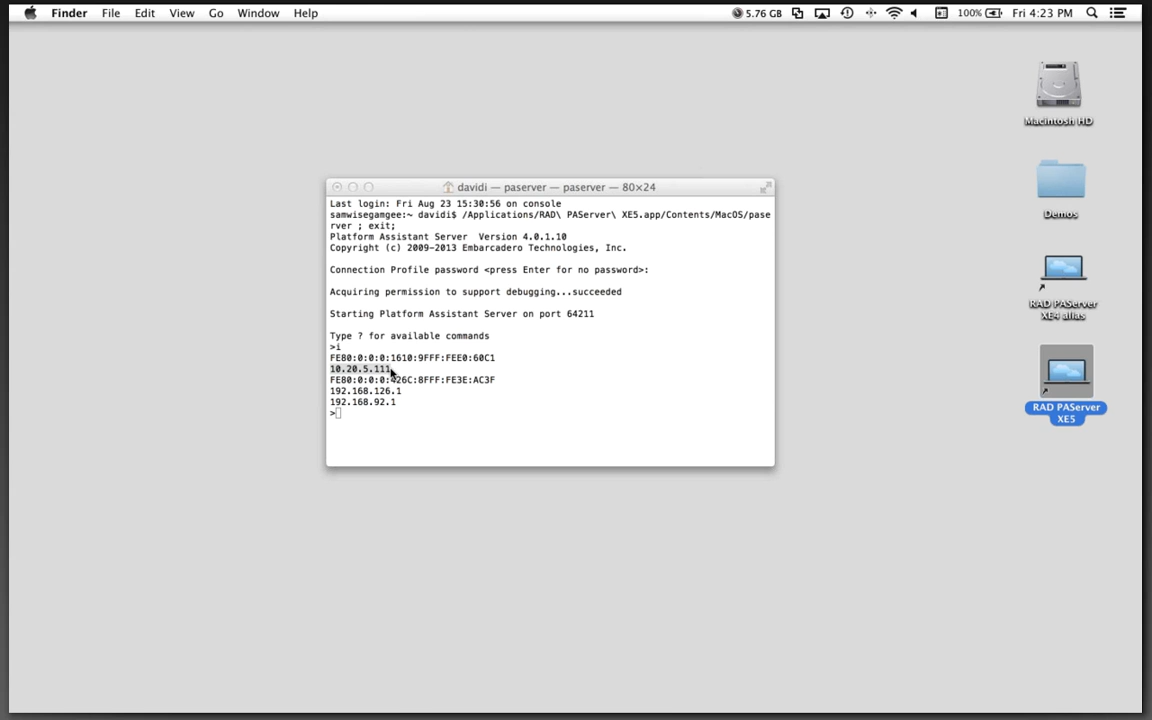 Finder File Edit View Go Window Help 5.76 GB 100% Fri 4:23 PM
Macintosh HD
Demos
RAD PAServer
XE4 alias
RAD PAServer
XE5
davidi — paserver — paserver — 80×24
Last login: Fri Aug 23 15:30:56 on console
samwisegamgee:~ davidi$ /Applications/RAD\ PAServer\ XE5.app/Contents/MacOS/pase
rver ; exit;
Platform Assistant Server  Version 4.0.1.10
Copyright (c) 2009-2013 Embarcadero Technologies, Inc.
Connection Profile password <press Enter for no password>:
Acquiring permission to support debugging...succeeded
Starting Platform Assistant Server on port 64211
Type ? for available commands
>i
FE80:0:0:0:1610:9FFF:FEE0:60C1
10.20.5.111
FE80:0:0:0:426C:8FFF:FE3E:AC3F
192.168.126.1
192.168.92.1
>